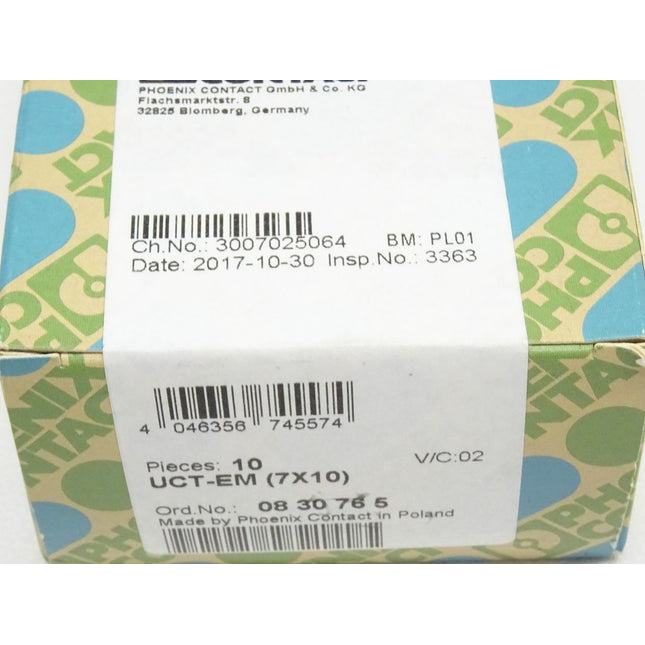 CONTACT
PHOENIX CONTACT GmbH & Co. KG
Flachsmarktstr. 8
32825 Blomberg, Germany
Ch.No.: 3007025064 BM: PL01
Date: 2017-10-30 Insp.No.: 3363
4 046356 745574
Pieces: 10 V/C:02
UCT-EM (7X10)
Ord.No.: 08 30 76 5
Made by Phoenix Contact in Poland